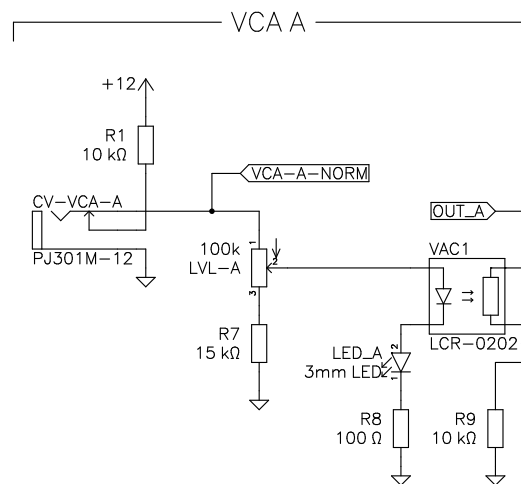 VCA A
+12
R1
10 kΩ
VCA-A-NORM
CV-VCA-A
OUT_A
PJ301M-12
100k
LVL-A
1
2
3
VAC1
LCR-0202
R7
15 kΩ
LED_A
3mm LED
2
1
R8
100 Ω
R9
10 kΩ